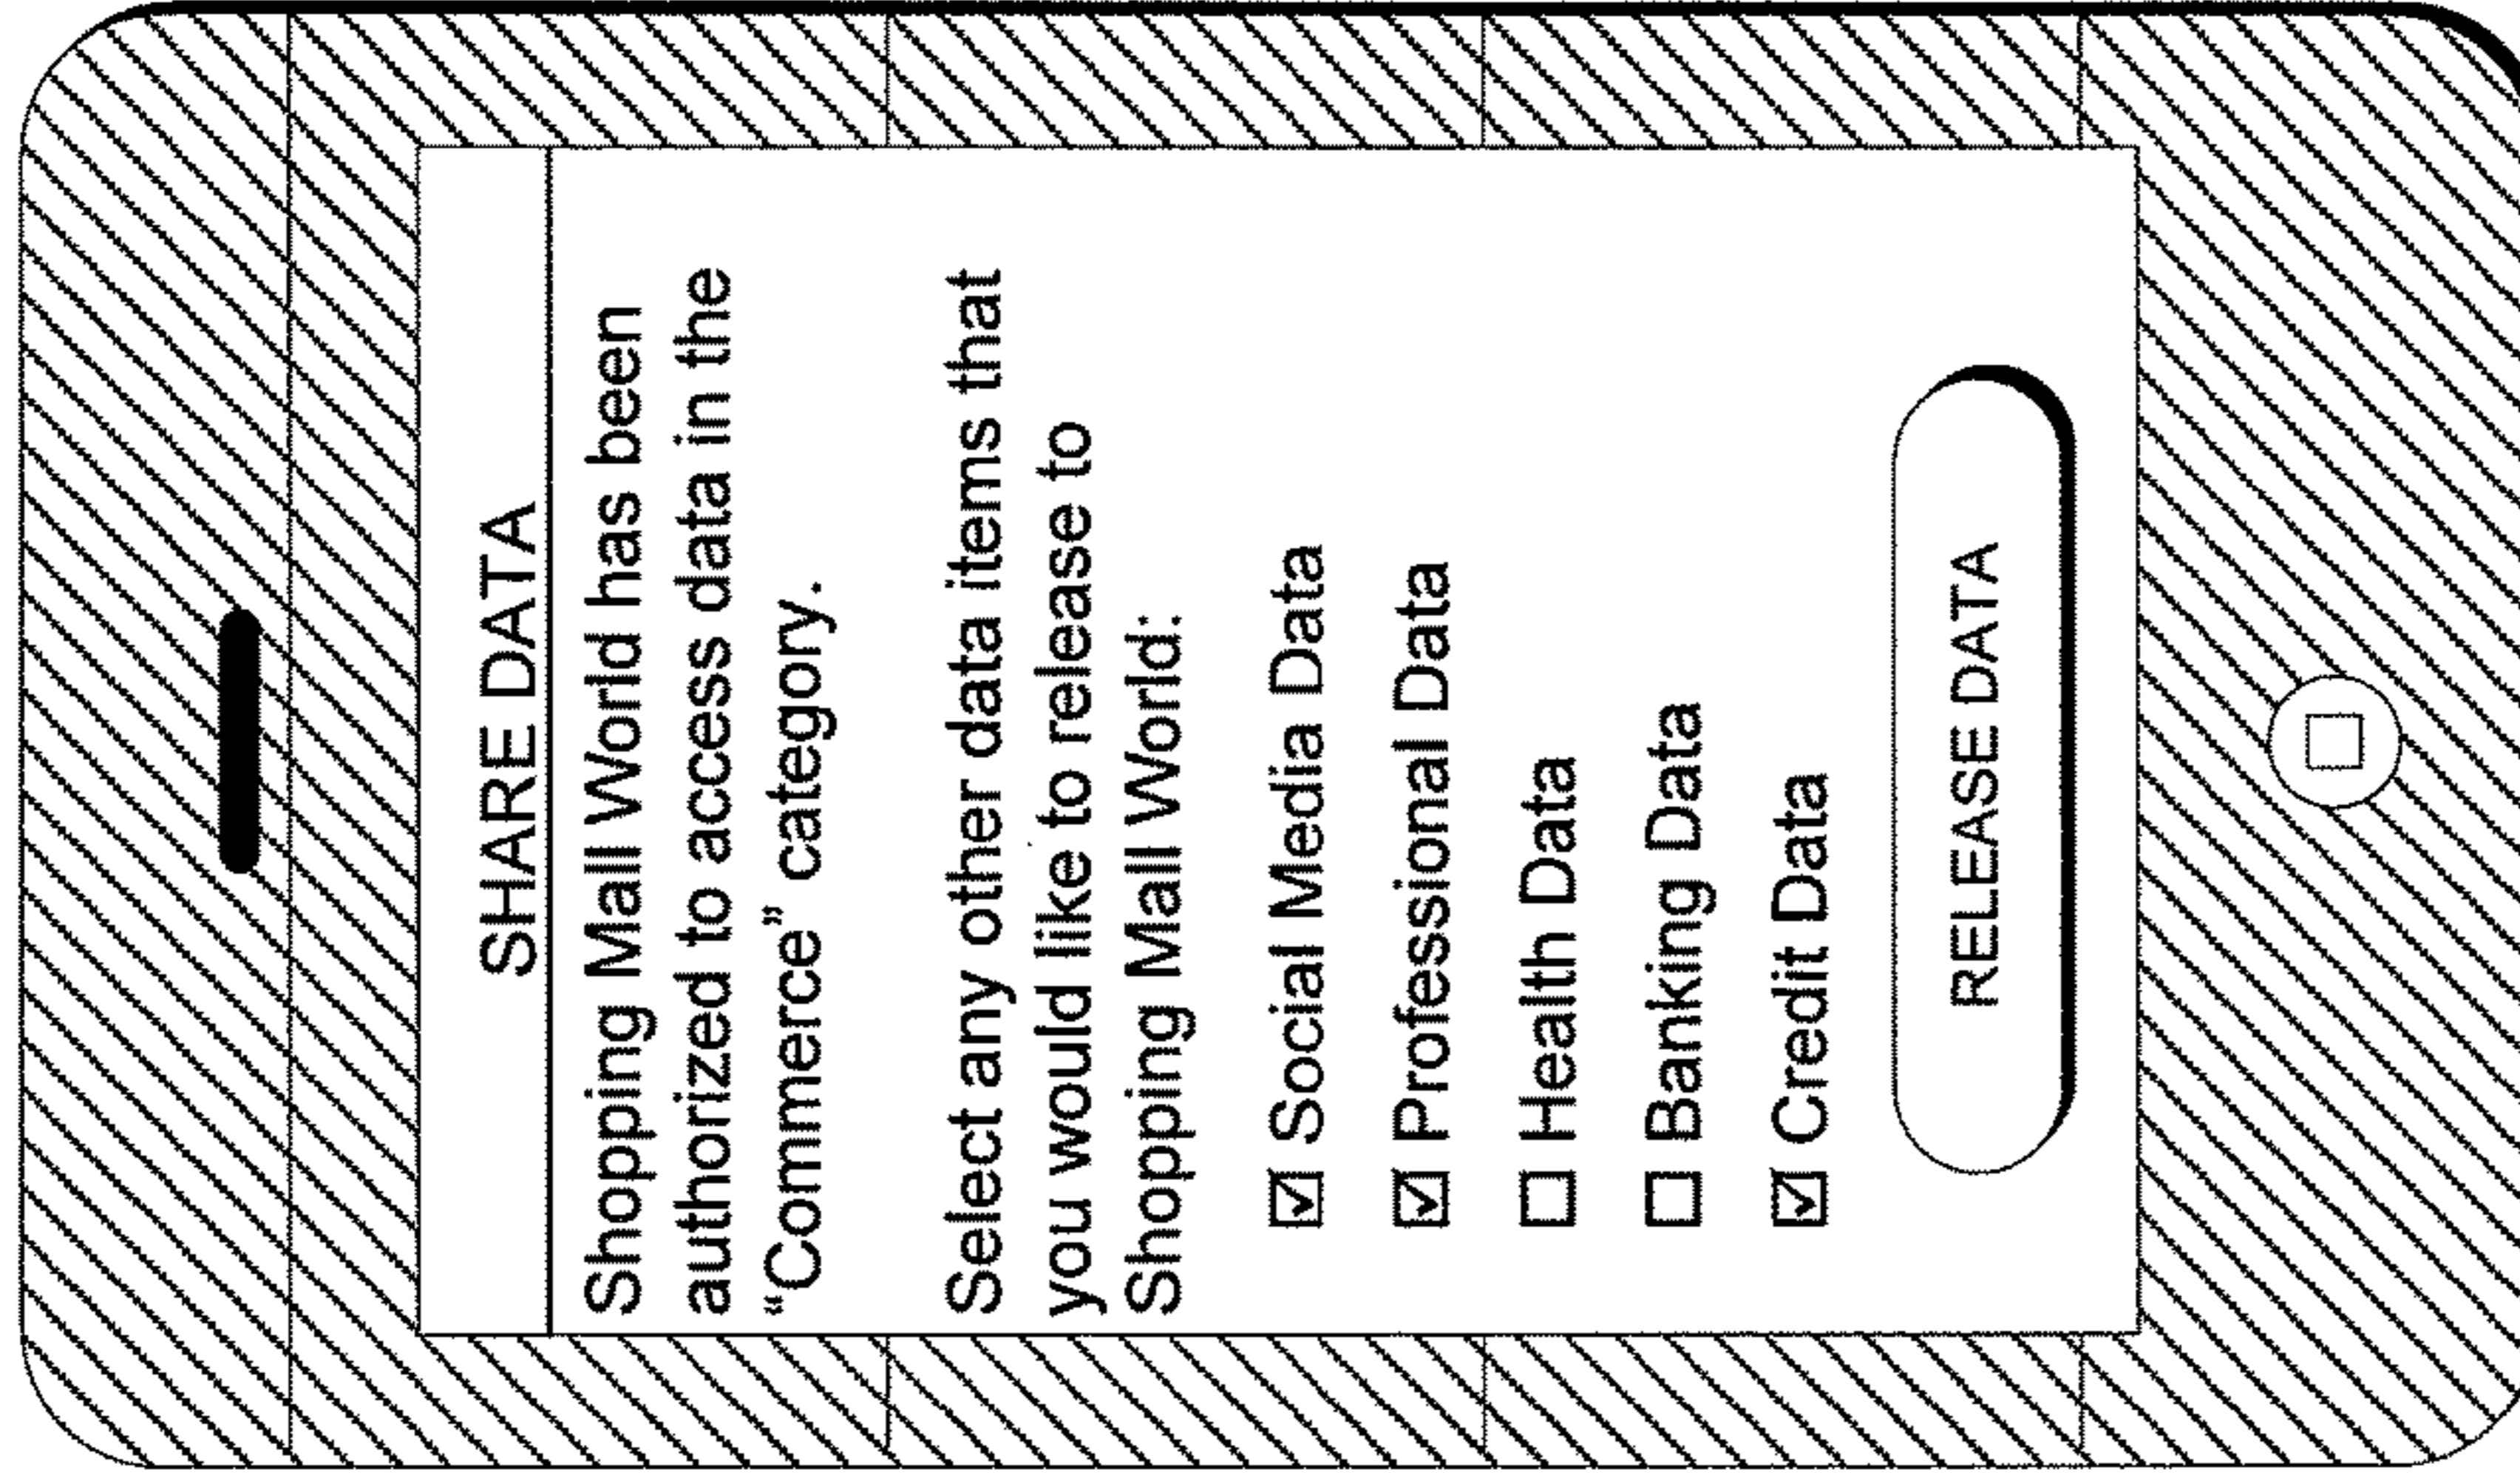 SHARE DATA
Shopping Mall World has been
authorized to access data in the
“Commerce” category.
Select any other data items that
you would like to release to
Shopping Mall World:
☑ Social Media Data
☑ Professional Data
☐ Health Data
☐ Banking Data
☑ Credit Data
RELEASE DATA